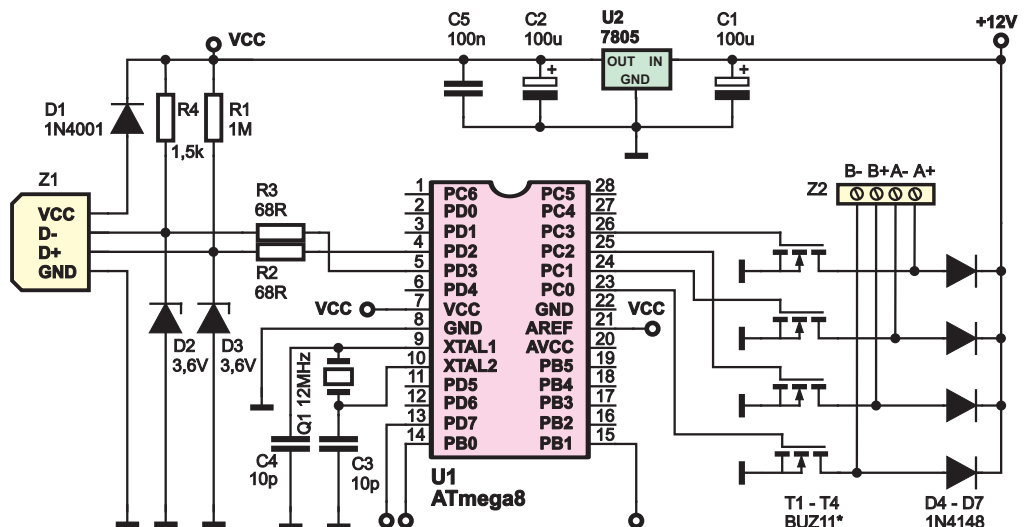 VCC
C5
100n
C2
100u
U2
7805
C1
100u
+12V
OUT IN
GND
+
+
D1
1N4001
R4
1,5k
R1
1M
Z1
VCC
D-
D+
GND
R3
68R
R2
68R
D2
3,6V
D3
3,6V
VCC
1 PC6 PC5 28
2 PD0 PC4 27
3 PD1 PC3 26
4 PD2 PC2 25
5 PD3 PC1 24
6 PD4 PC0 23
7 VCC GND 22
8 GND AREF 21
9 XTAL1 AVCC 20
10 XTAL2 PB5 19
11 PD5 PB4 18
12 PD6 PB3 17
13 PD7 PB2 16
14 PB0 PB1 15
VCC
Q1 12MHz
C4
10p
C3
10p
U1
ATmega8
B- B+ A- A+
Z2
T1 - T4
BUZ11*
D4 - D7
1N4148